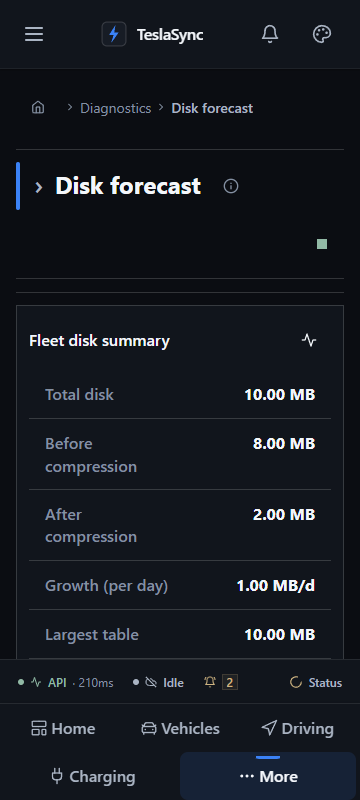 TeslaSync
Diagnostics Disk forecast
Disk forecast
Fleet disk summary
Total disk 10.00 MB
Before compression 8.00 MB
After compression 2.00 MB
Growth (per day) 1.00 MB/d
Largest table 10.00 MB
API · 210ms Idle 2 Status
Home Vehicles Driving
Charging More